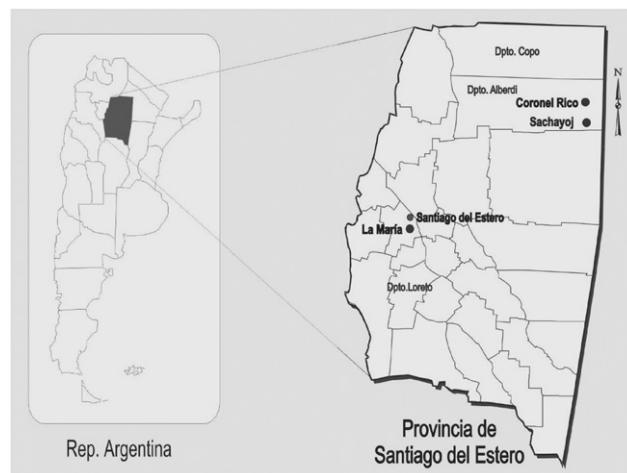 Dpto. Copo
Dpto. Alberdi
Coronel Rico
N
Sachayoj
Santiago del Estero
La María
Dpto.Loreto
Rep. Argentina
Provincia de
Santiago del Estero